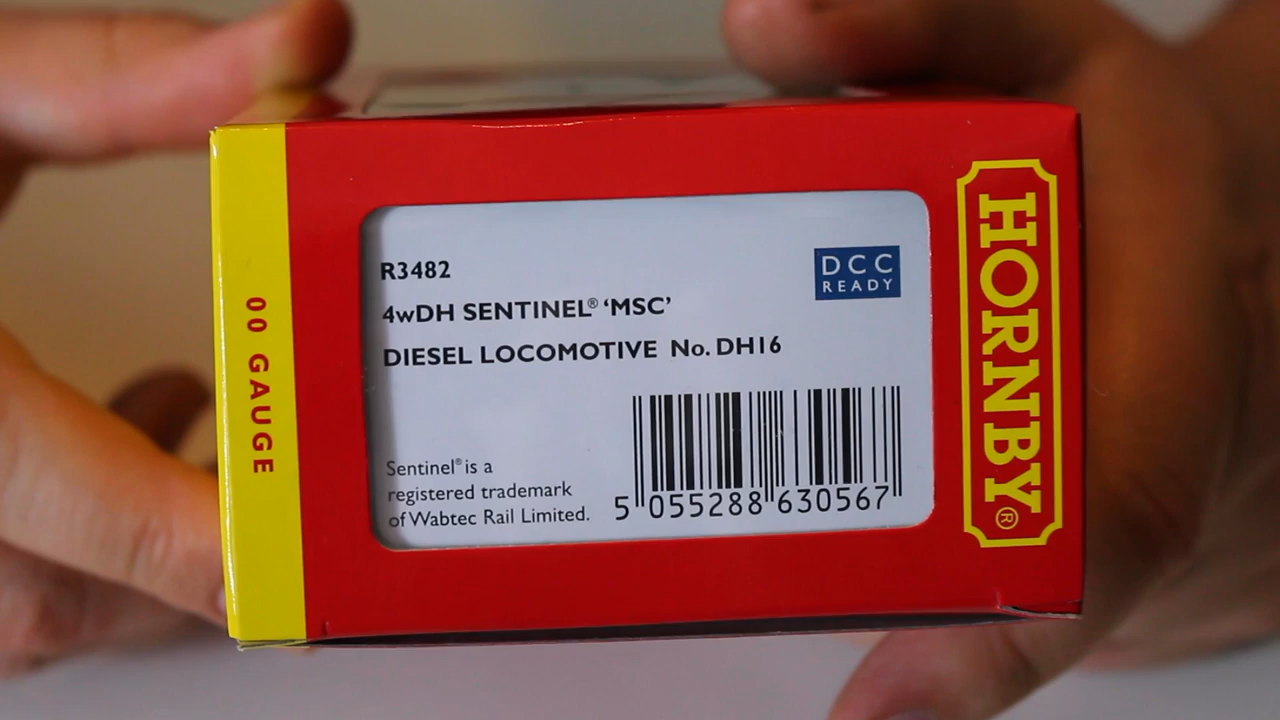 00 GAUGE
R3482
4wDH SENTINEL® ‘MSC’
DIESEL LOCOMOTIVE No. DH16
DCC
READY
Sentinel® is a
registered trademark
of Wabtec Rail Limited.
5 055288 630567
HORNBY®